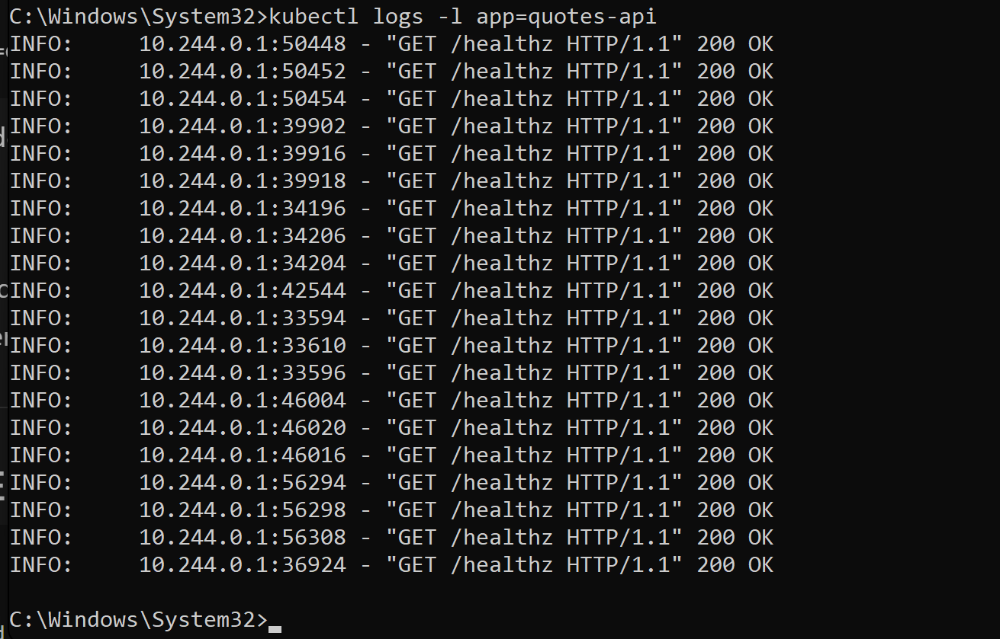 C:\Windows\System32>kubectl logs -l app=quotes-api
INFO:     10.244.0.1:50448 - "GET /healthz HTTP/1.1" 200 OK
INFO:     10.244.0.1:50452 - "GET /healthz HTTP/1.1" 200 OK
INFO:     10.244.0.1:50454 - "GET /healthz HTTP/1.1" 200 OK
INFO:     10.244.0.1:39902 - "GET /healthz HTTP/1.1" 200 OK
INFO:     10.244.0.1:39916 - "GET /healthz HTTP/1.1" 200 OK
INFO:     10.244.0.1:39918 - "GET /healthz HTTP/1.1" 200 OK
INFO:     10.244.0.1:34196 - "GET /healthz HTTP/1.1" 200 OK
INFO:     10.244.0.1:34206 - "GET /healthz HTTP/1.1" 200 OK
INFO:     10.244.0.1:34204 - "GET /healthz HTTP/1.1" 200 OK
INFO:     10.244.0.1:42544 - "GET /healthz HTTP/1.1" 200 OK
INFO:     10.244.0.1:33594 - "GET /healthz HTTP/1.1" 200 OK
INFO:     10.244.0.1:33610 - "GET /healthz HTTP/1.1" 200 OK
INFO:     10.244.0.1:33596 - "GET /healthz HTTP/1.1" 200 OK
INFO:     10.244.0.1:46004 - "GET /healthz HTTP/1.1" 200 OK
INFO:     10.244.0.1:46020 - "GET /healthz HTTP/1.1" 200 OK
INFO:     10.244.0.1:46016 - "GET /healthz HTTP/1.1" 200 OK
INFO:     10.244.0.1:56294 - "GET /healthz HTTP/1.1" 200 OK
INFO:     10.244.0.1:56298 - "GET /healthz HTTP/1.1" 200 OK
INFO:     10.244.0.1:56308 - "GET /healthz HTTP/1.1" 200 OK
INFO:     10.244.0.1:36924 - "GET /healthz HTTP/1.1" 200 OK
C:\Windows\System32>